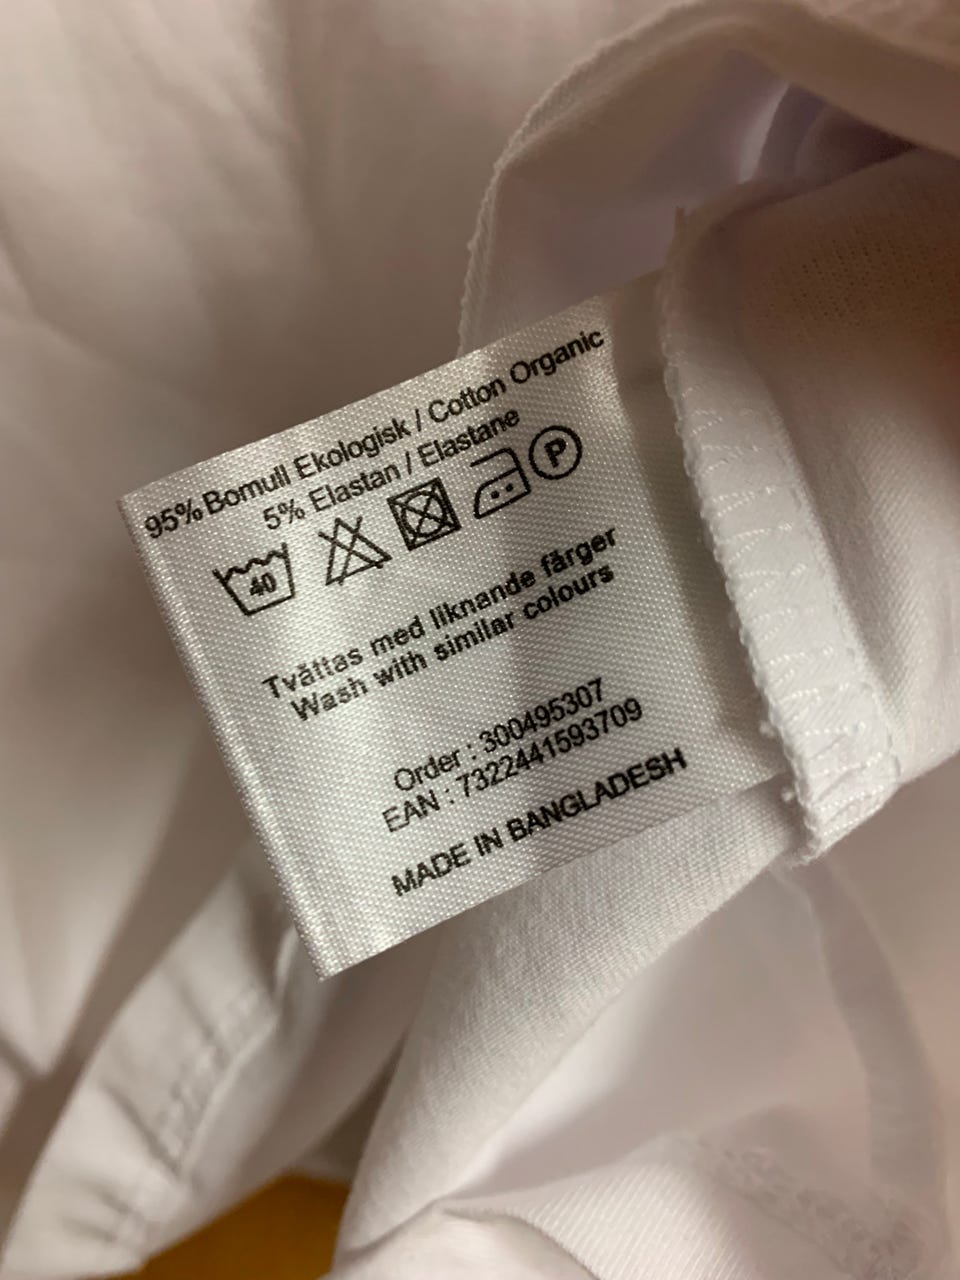 95% Bomull Ekologisk / Cotton Organic
5% Elastan / Elastane
40 P
Tvättas med liknande färger
Wash with similar colours
Order : 300495307
EAN : 7322441593709
MADE IN BANGLADESH